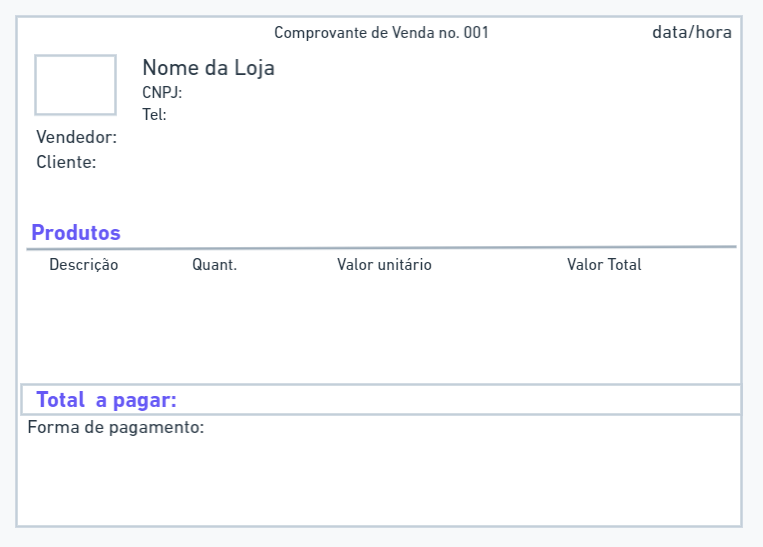 Comprovante de Venda no. 001 data/hora
Nome da Loja
CNPJ:
Tel:
Vendedor:
Cliente:
Produtos
Descrição Quant. Valor unitário Valor Total
Total a pagar:
Forma de pagamento: